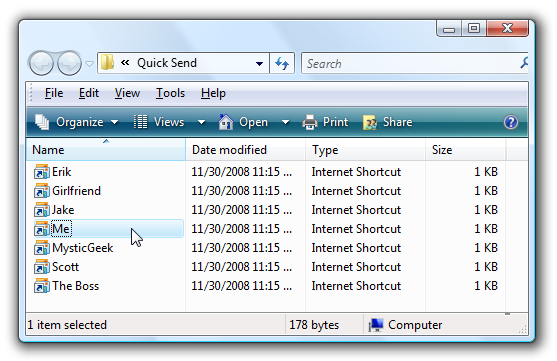 « Quick Send Search
File Edit View Tools Help
Organize Views Open Print Share ?
Name Date modified Type Size
Erik 11/30/2008 11:15 ... Internet Shortcut 1 KB
Girlfriend 11/30/2008 11:15 ... Internet Shortcut 1 KB
Jake 11/30/2008 11:15 ... Internet Shortcut 1 KB
Me 11/30/2008 11:15 ... Internet Shortcut 1 KB
MysticGeek 11/30/2008 11:15 ... Internet Shortcut 1 KB
Scott 11/30/2008 11:15 ... Internet Shortcut 1 KB
The Boss 11/30/2008 11:15 ... Internet Shortcut 1 KB
1 item selected 178 bytes Computer